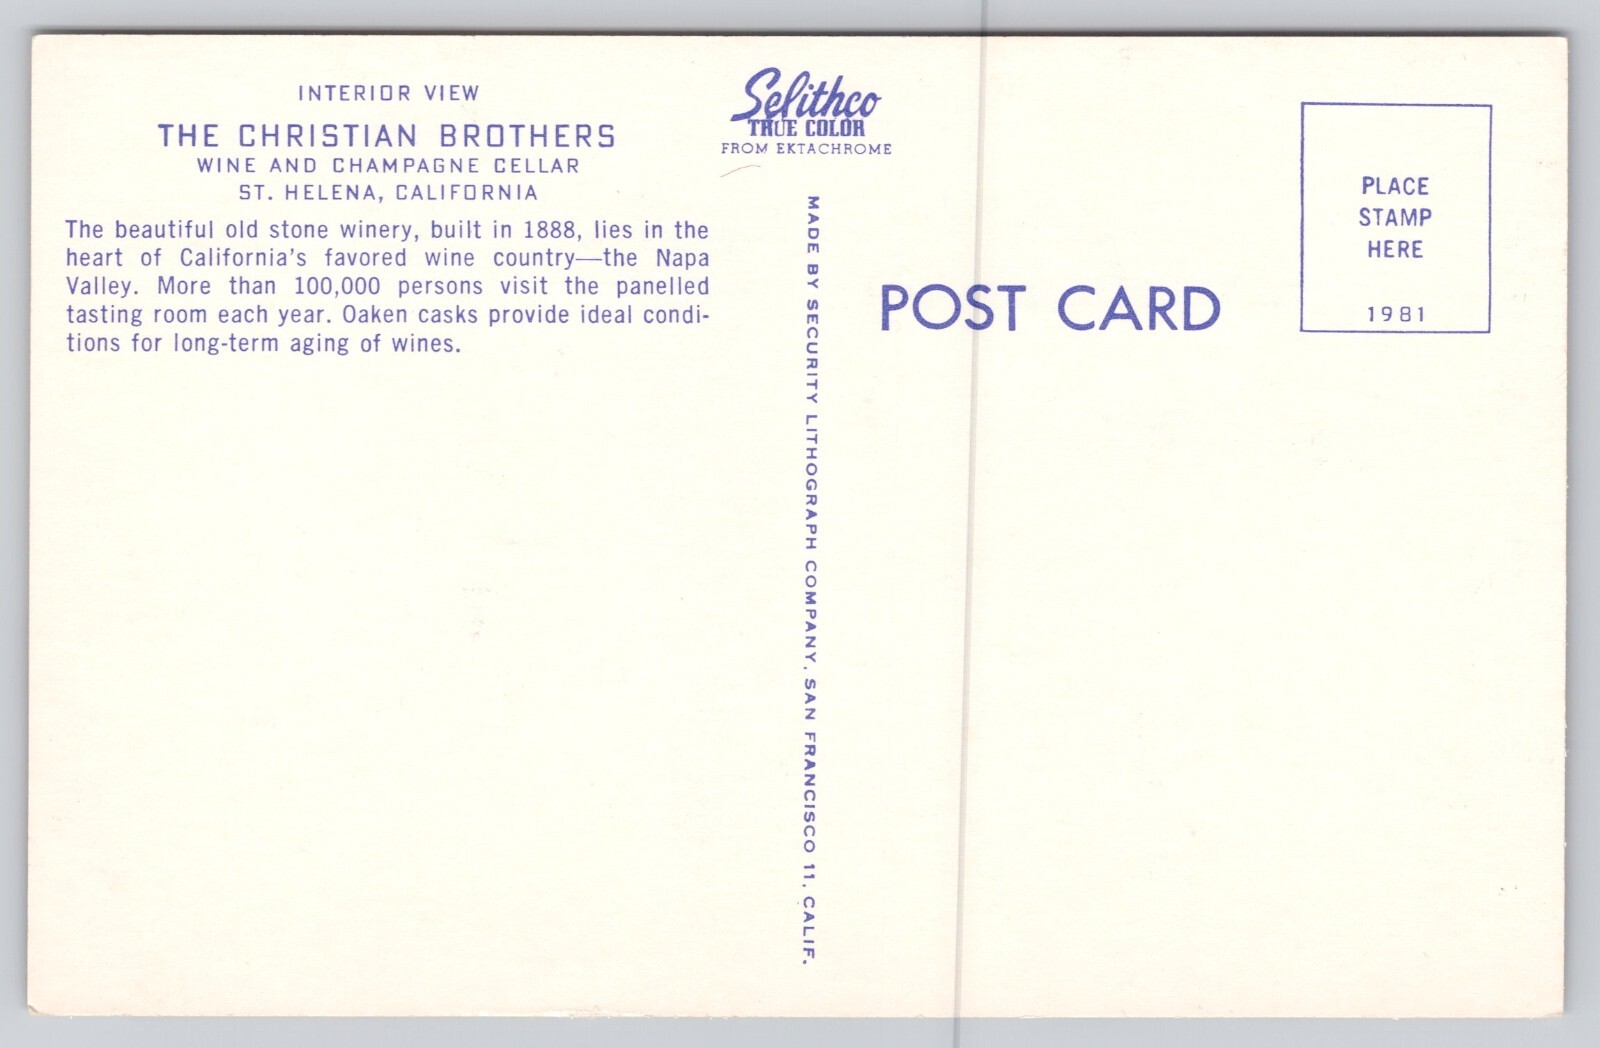 INTERIOR VIEW
THE CHRISTIAN BROTHERS
WINE AND CHAMPAGNE CELLAR
ST. HELENA, CALIFORNIA
The beautiful old stone winery, built in 1888, lies in the
heart of California's favored wine country—the Napa
Valley. More than 100,000 persons visit the panelled
tasting room each year. Oaken casks provide ideal condi-
tions for long-term aging of wines.
Selithco
TRUE COLOR
FROM EKTACHROME
MADE BY SECURITY LITHOGRAPH COMPANY, SAN FRANCISCO 11, CALIF.
POST CARD
PLACE
STAMP
HERE
1981